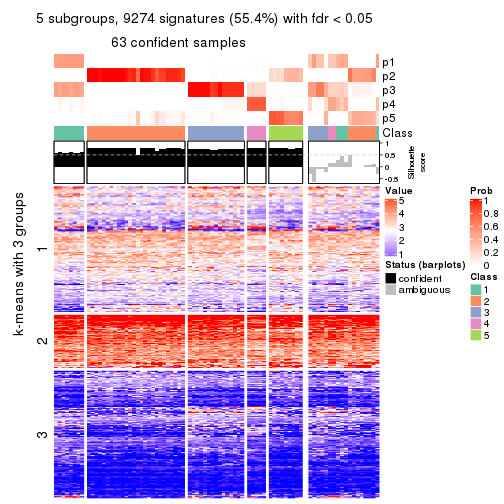 5 subgroups, 9274 signatures (55.4%) with fdr < 0.05
63 confident samples
p1
p2
p3
p4
p5
Class
1
0.5
0
-0.5
Silhouette
score
k-means with 3 groups
1
2
3
Value
5
4
3
2
1
Status (barplots)
confident
ambiguous
Prob
1
0.8
0.6
0.4
0.2
0
Class
1
2
3
4
5